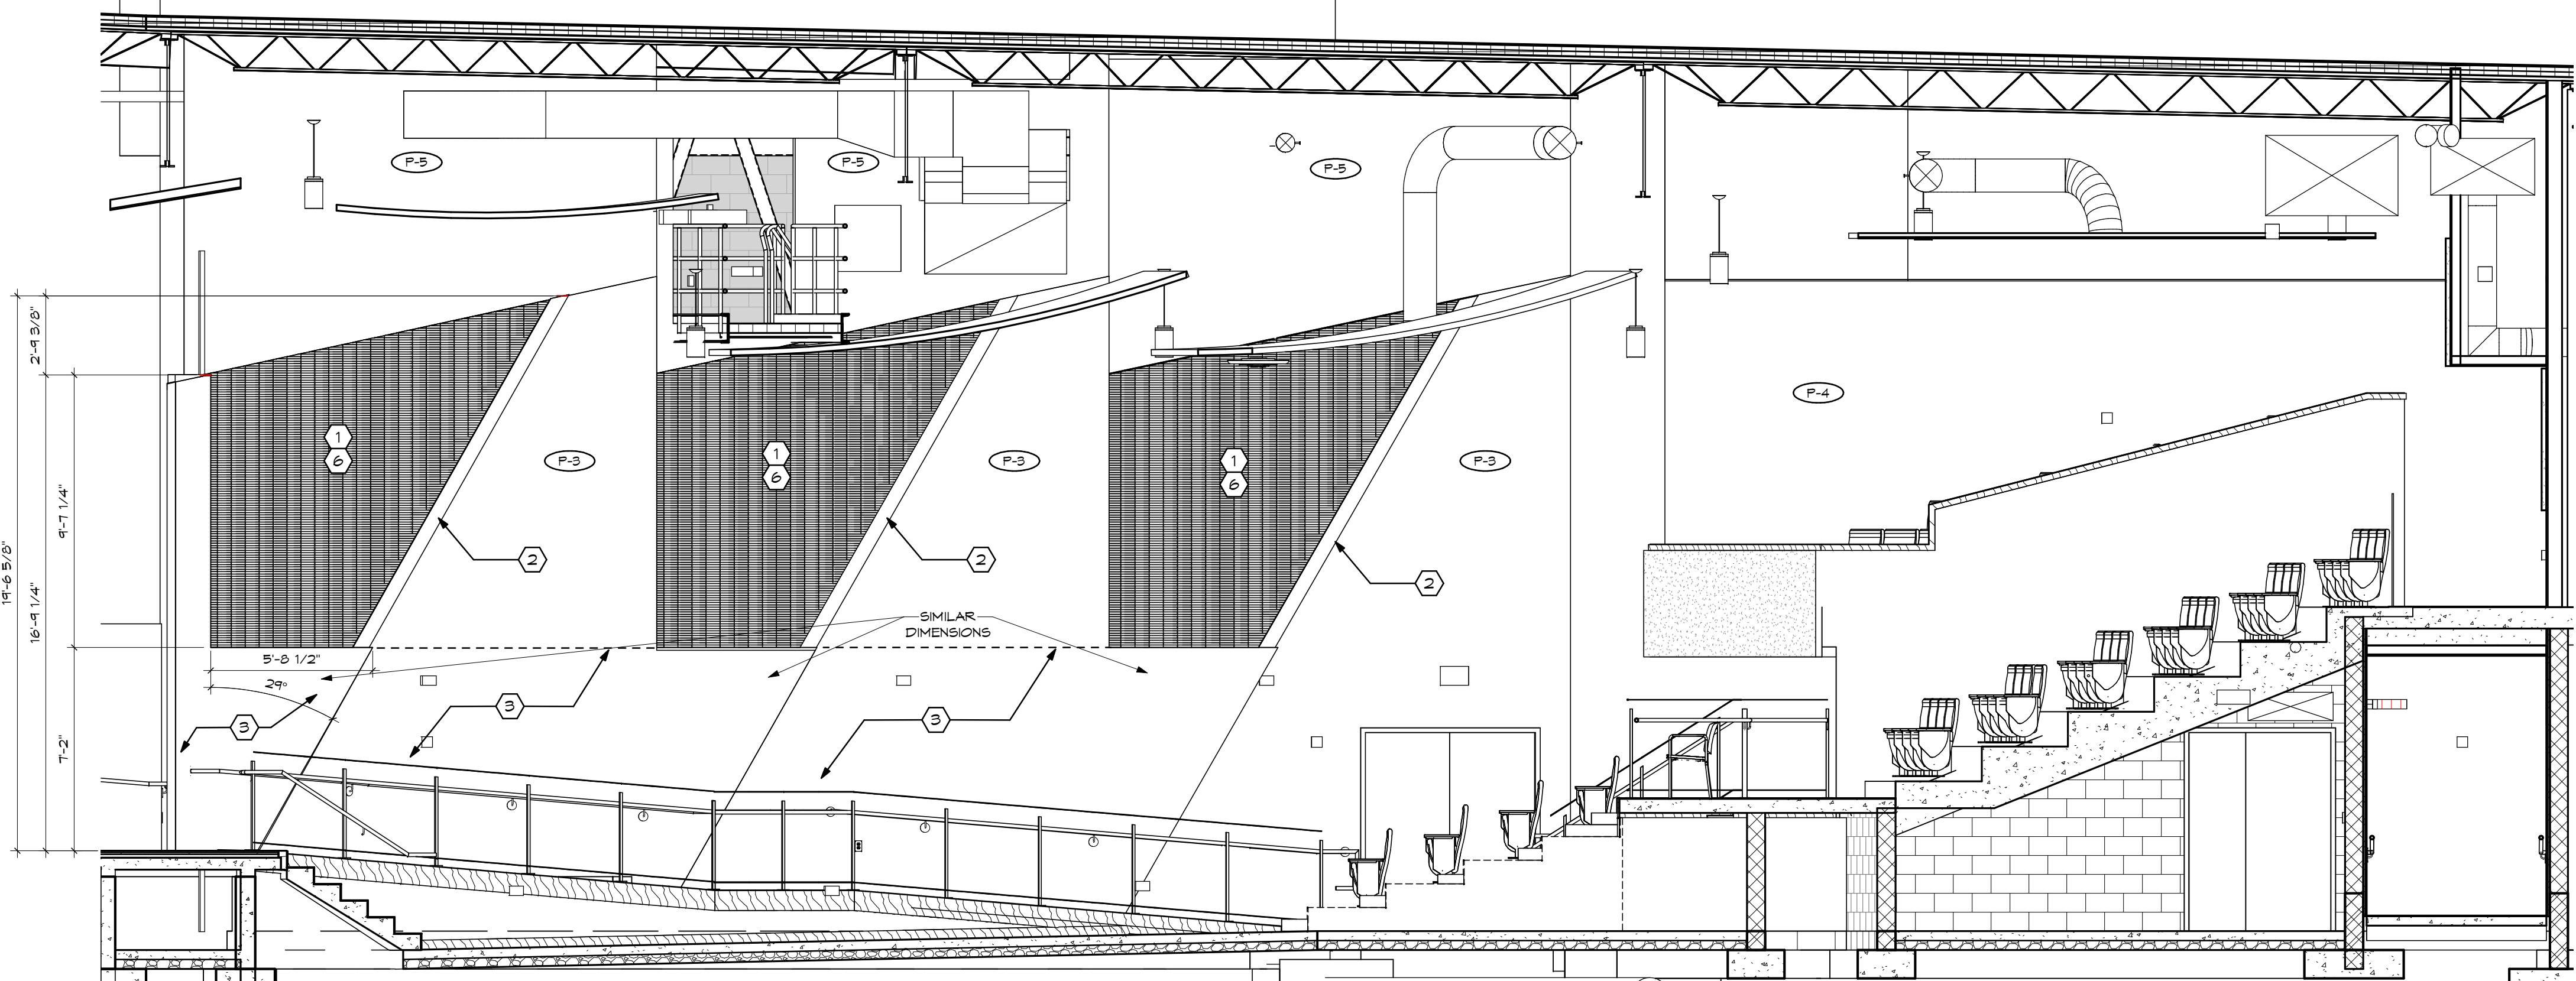 P-5
P-5
P-5
2'-9 3/8"
P-4
1
6
1
6
1
6
P-3
P-3
P-3
9'-7 1/4"
19'-6 5/8"
16'-9 1/4"
2
2
2
SIMILAR
DIMENSIONS
5'-8 1/2"
29°
3
3
3
7'-2"